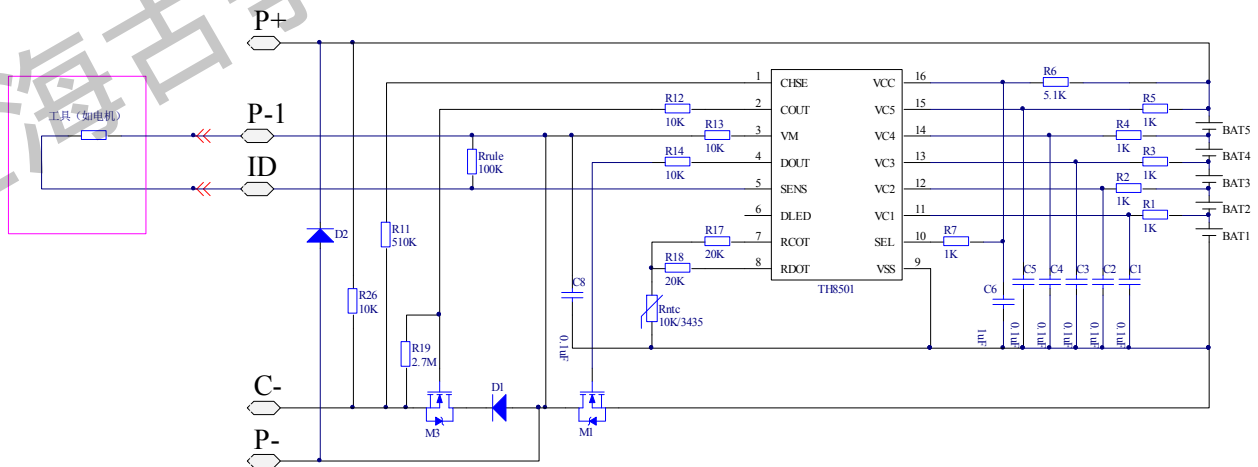 海古
P+
工具（如电机）
P-1
ID
Rrule
100K
R12
10K
R13
10K
R14
10K
1 CHSE
2 COUT
3 VM
4 DOUT
5 SENS
6 DLED
7 RCOT
8 RDOT
VCC 16
VC5 15
VC4 14
VC3 13
VC2 12
VC1 11
SEL 10
VSS 9
TH8501
R6
5.1K
R5
1K
R4
1K
R3
1K
R2
1K
R1
1K
R7
1K
BAT5
BAT4
BAT3
BAT2
BAT1
D2
R11
510K
R17
20K
R18
20K
Rntc
10K/3435
R26
10K
R19
2.7M
C8
0.1uF
C6
1uF
C5
0.1uF
C4
0.1uF
C3
0.1uF
C2
0.1uF
C1
0.1uF
C-
M3
D1
M1
P-